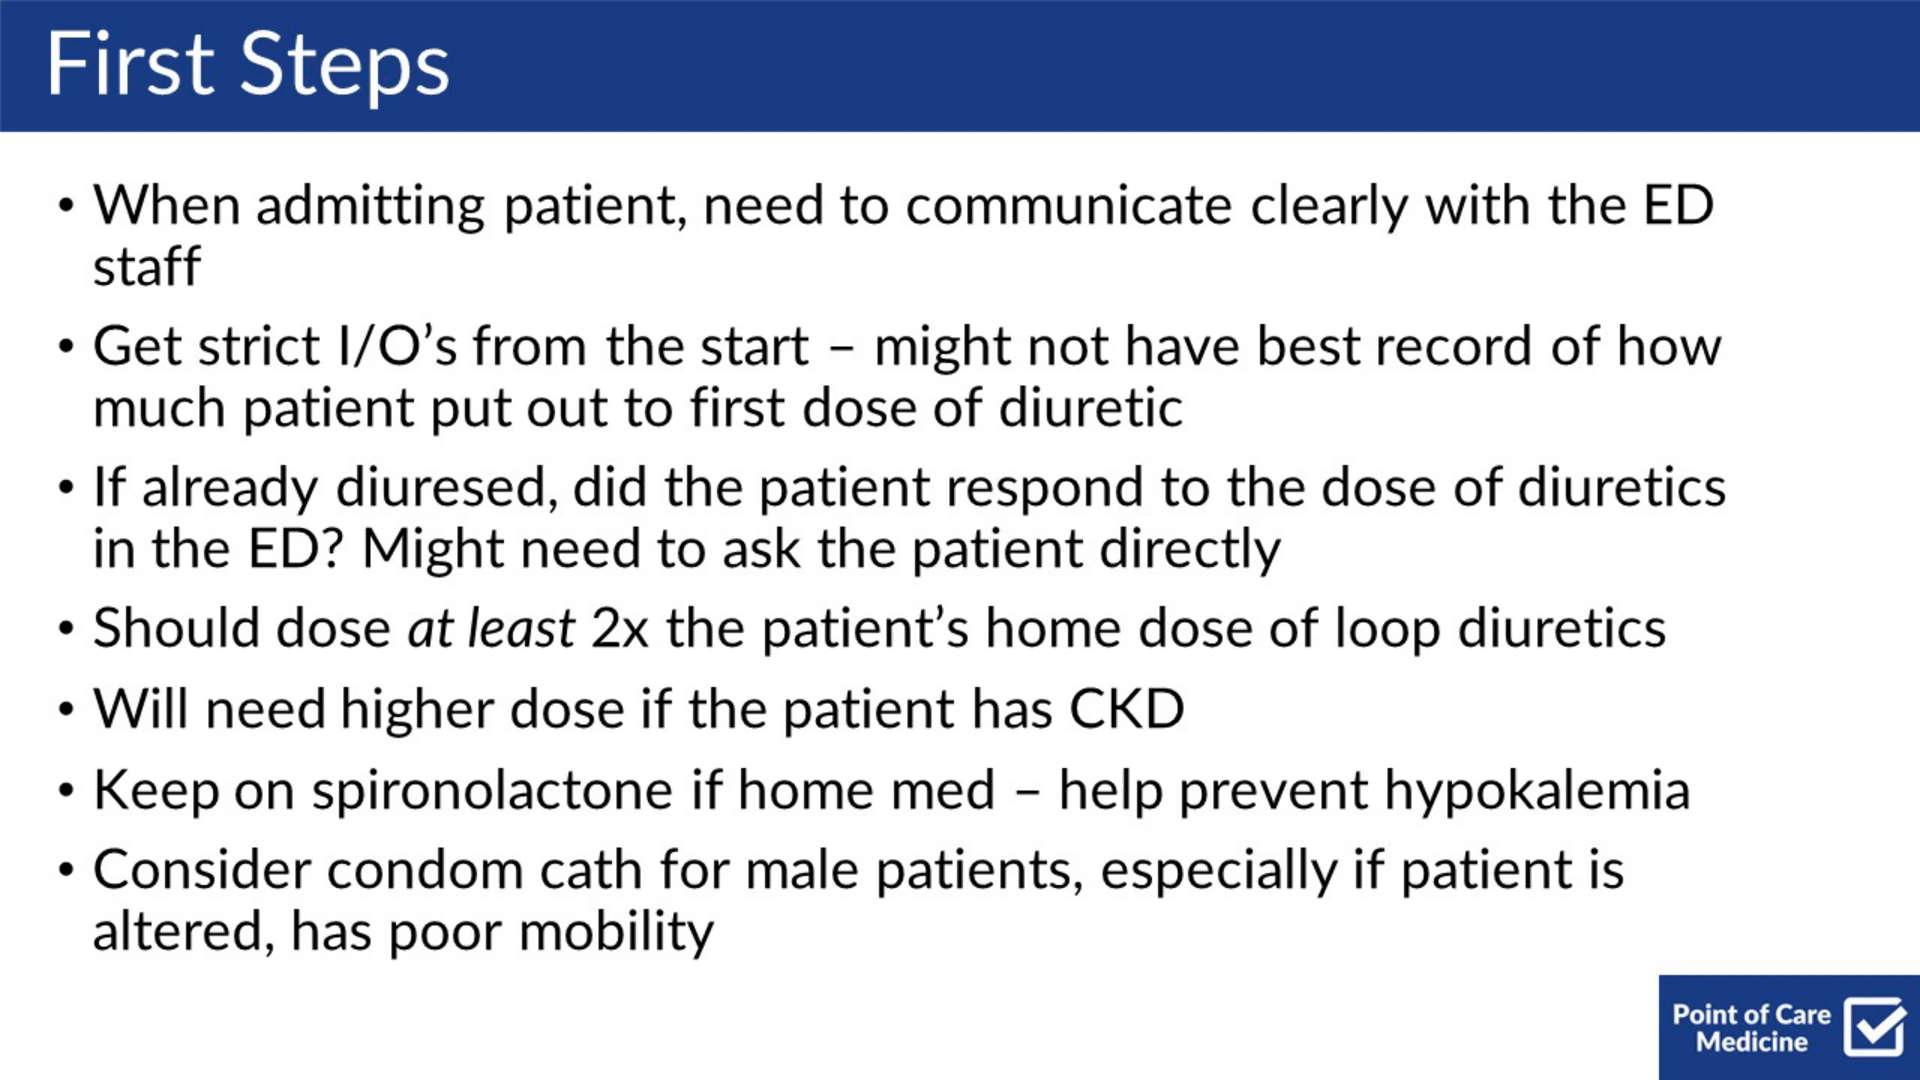 First Steps
• When admitting patient, need to communicate clearly with the ED
staff
• Get strict I/O’s from the start – might not have best record of how
much patient put out to first dose of diuretic
• If already diuresed, did the patient respond to the dose of diuretics
in the ED? Might need to ask the patient directly
• Should dose at least 2x the patient’s home dose of loop diuretics
• Will need higher dose if the patient has CKD
• Keep on spironolactone if home med – help prevent hypokalemia
• Consider condom cath for male patients, especially if patient is
altered, has poor mobility
Point of Care
Medicine